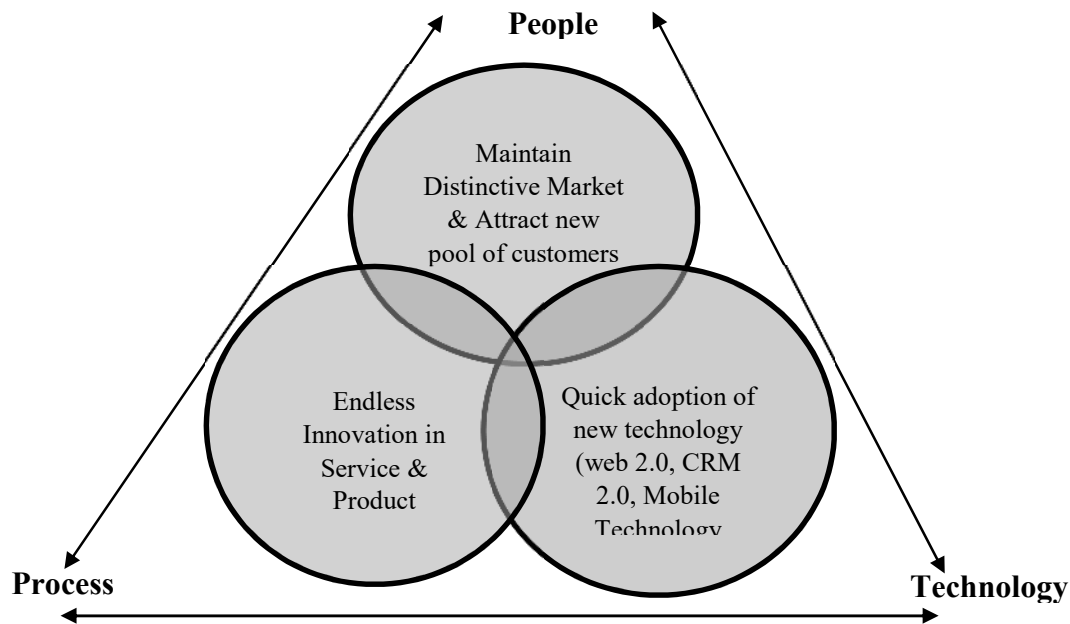 People
Maintain
Distinctive Market
& Attract new
pool of customers
Endless
Innovation in
Service &
Product
Quick adoption of
new technology
(web 2.0, CRM
2.0, Mobile
Technology
Process
Technology